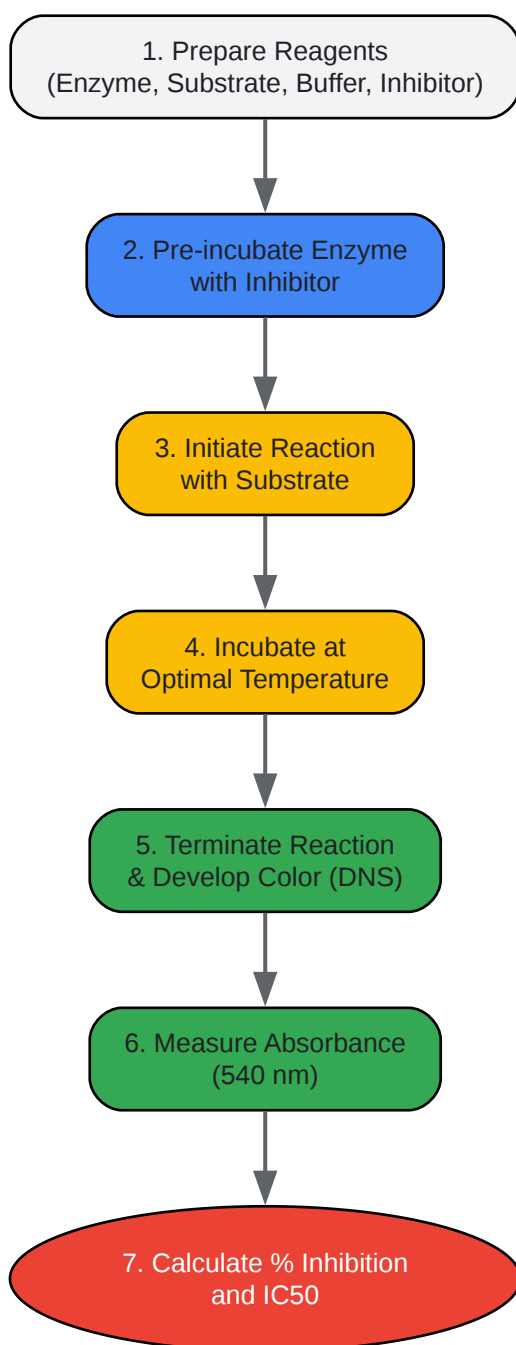 1. Prepare Reagents
(Enzyme, Substrate, Buffer, Inhibitor)
2. Pre-incubate Enzyme
with Inhibitor
3. Initiate Reaction
with Substrate
4. Incubate at
Optimal Temperature
5. Terminate Reaction
& Develop Color (DNS)
6. Measure Absorbance
(540 nm)
7. Calculate % Inhibition
and IC50